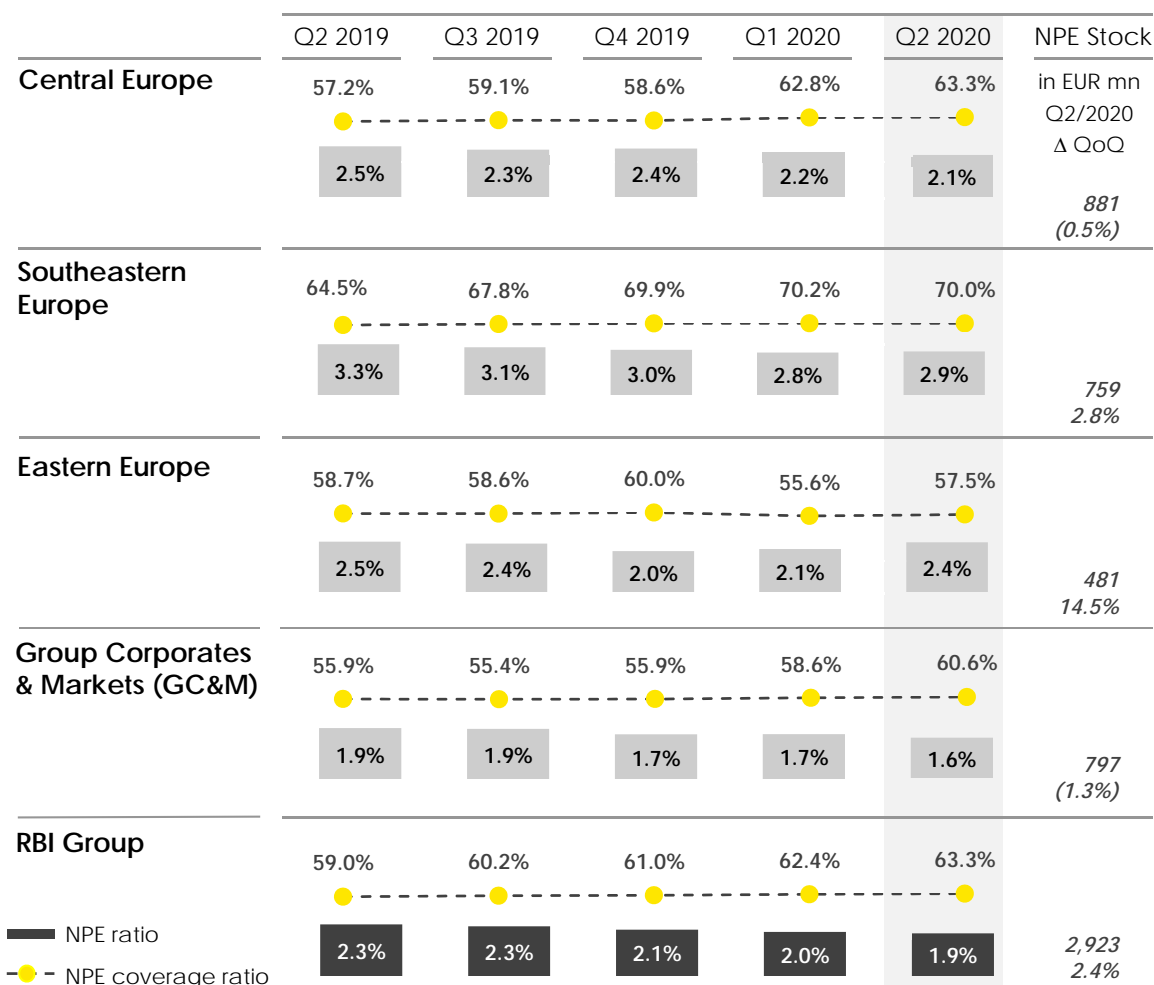 Q2 2019 Q3 2019 Q4 2019 Q1 2020 Q2 2020 NPE Stock
Central Europe
57.2% 59.1% 58.6% 62.8% 63.3%
in EUR mn
Q2/2020
Δ QoQ
2.5% 2.3% 2.4% 2.2% 2.1%
881
(0.5%)
Southeastern
Europe
64.5% 67.8% 69.9% 70.2% 70.0%
3.3% 3.1% 3.0% 2.8% 2.9%
759
2.8%
Eastern Europe
58.7% 58.6% 60.0% 55.6% 57.5%
2.5% 2.4% 2.0% 2.1% 2.4%
481
14.5%
Group Corporates
& Markets (GC&M)
55.9% 55.4% 55.9% 58.6% 60.6%
1.9% 1.9% 1.7% 1.7% 1.6%
797
(1.3%)
RBI Group
59.0% 60.2% 61.0% 62.4% 63.3%
2.3% 2.3% 2.1% 2.0% 1.9%
2,923
2.4%
NPE ratio
NPE coverage ratio